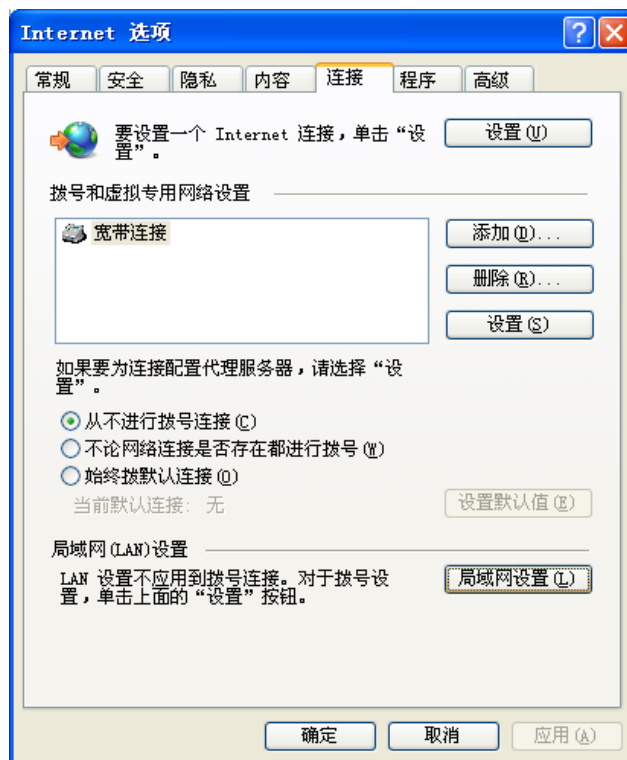 Internet 选项
常规 安全 隐私 内容 连接 程序 高级
要设置一个 Internet 连接，单击“设
置”。
设置(U)
拨号和虚拟专用网络设置
宽带连接
添加(D)...
删除(R)...
设置(S)
如果要为连接配置代理服务器，请选择“设
置”。
从不进行拨号连接(C)
不论网络连接是否存在都进行拨号(W)
始终拨默认连接(O)
当前默认连接： 无
设置默认值(E)
局域网(LAN)设置
LAN 设置不应用到拨号连接。对于拨号设
置，单击上面的“设置”按钮。
局域网设置(L)
确定 取消 应用(A)